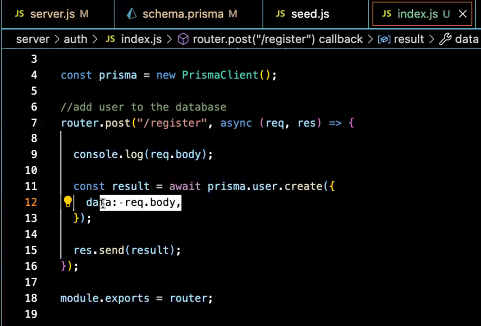 JS server.js M schema.prisma M JS seed.js JS index.js U ×
server > auth > JS index.js > router.post("/register") callback > result > data
3
4 const prisma = new PrismaClient();
5
6 //add user to the database
7 router.post("/register", async (req, res) => {
8
9 console.log(req.body);
10
11 const result = await prisma.user.create({
12 data: req.body,
13 });
14
15 res.send(result);
16 });
17
18 module.exports = router;
19